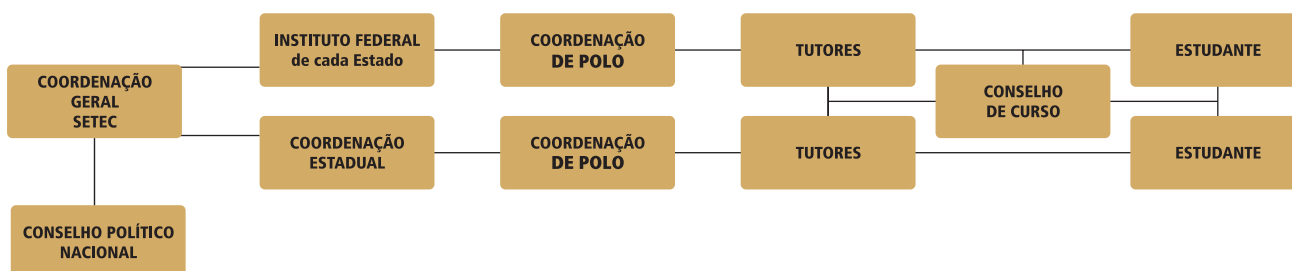 INSTITUTO FEDERAL
de cada Estado
COORDENAÇÃO
DE POLO
TUTORES
ESTUDANTE
COORDENAÇÃO
GERAL
SETEC
CONSELHO
DE CURSO
COORDENAÇÃO
ESTADUAL
COORDENAÇÃO
DE POLO
TUTORES
ESTUDANTE
CONSELHO POLÍTICO
NACIONAL